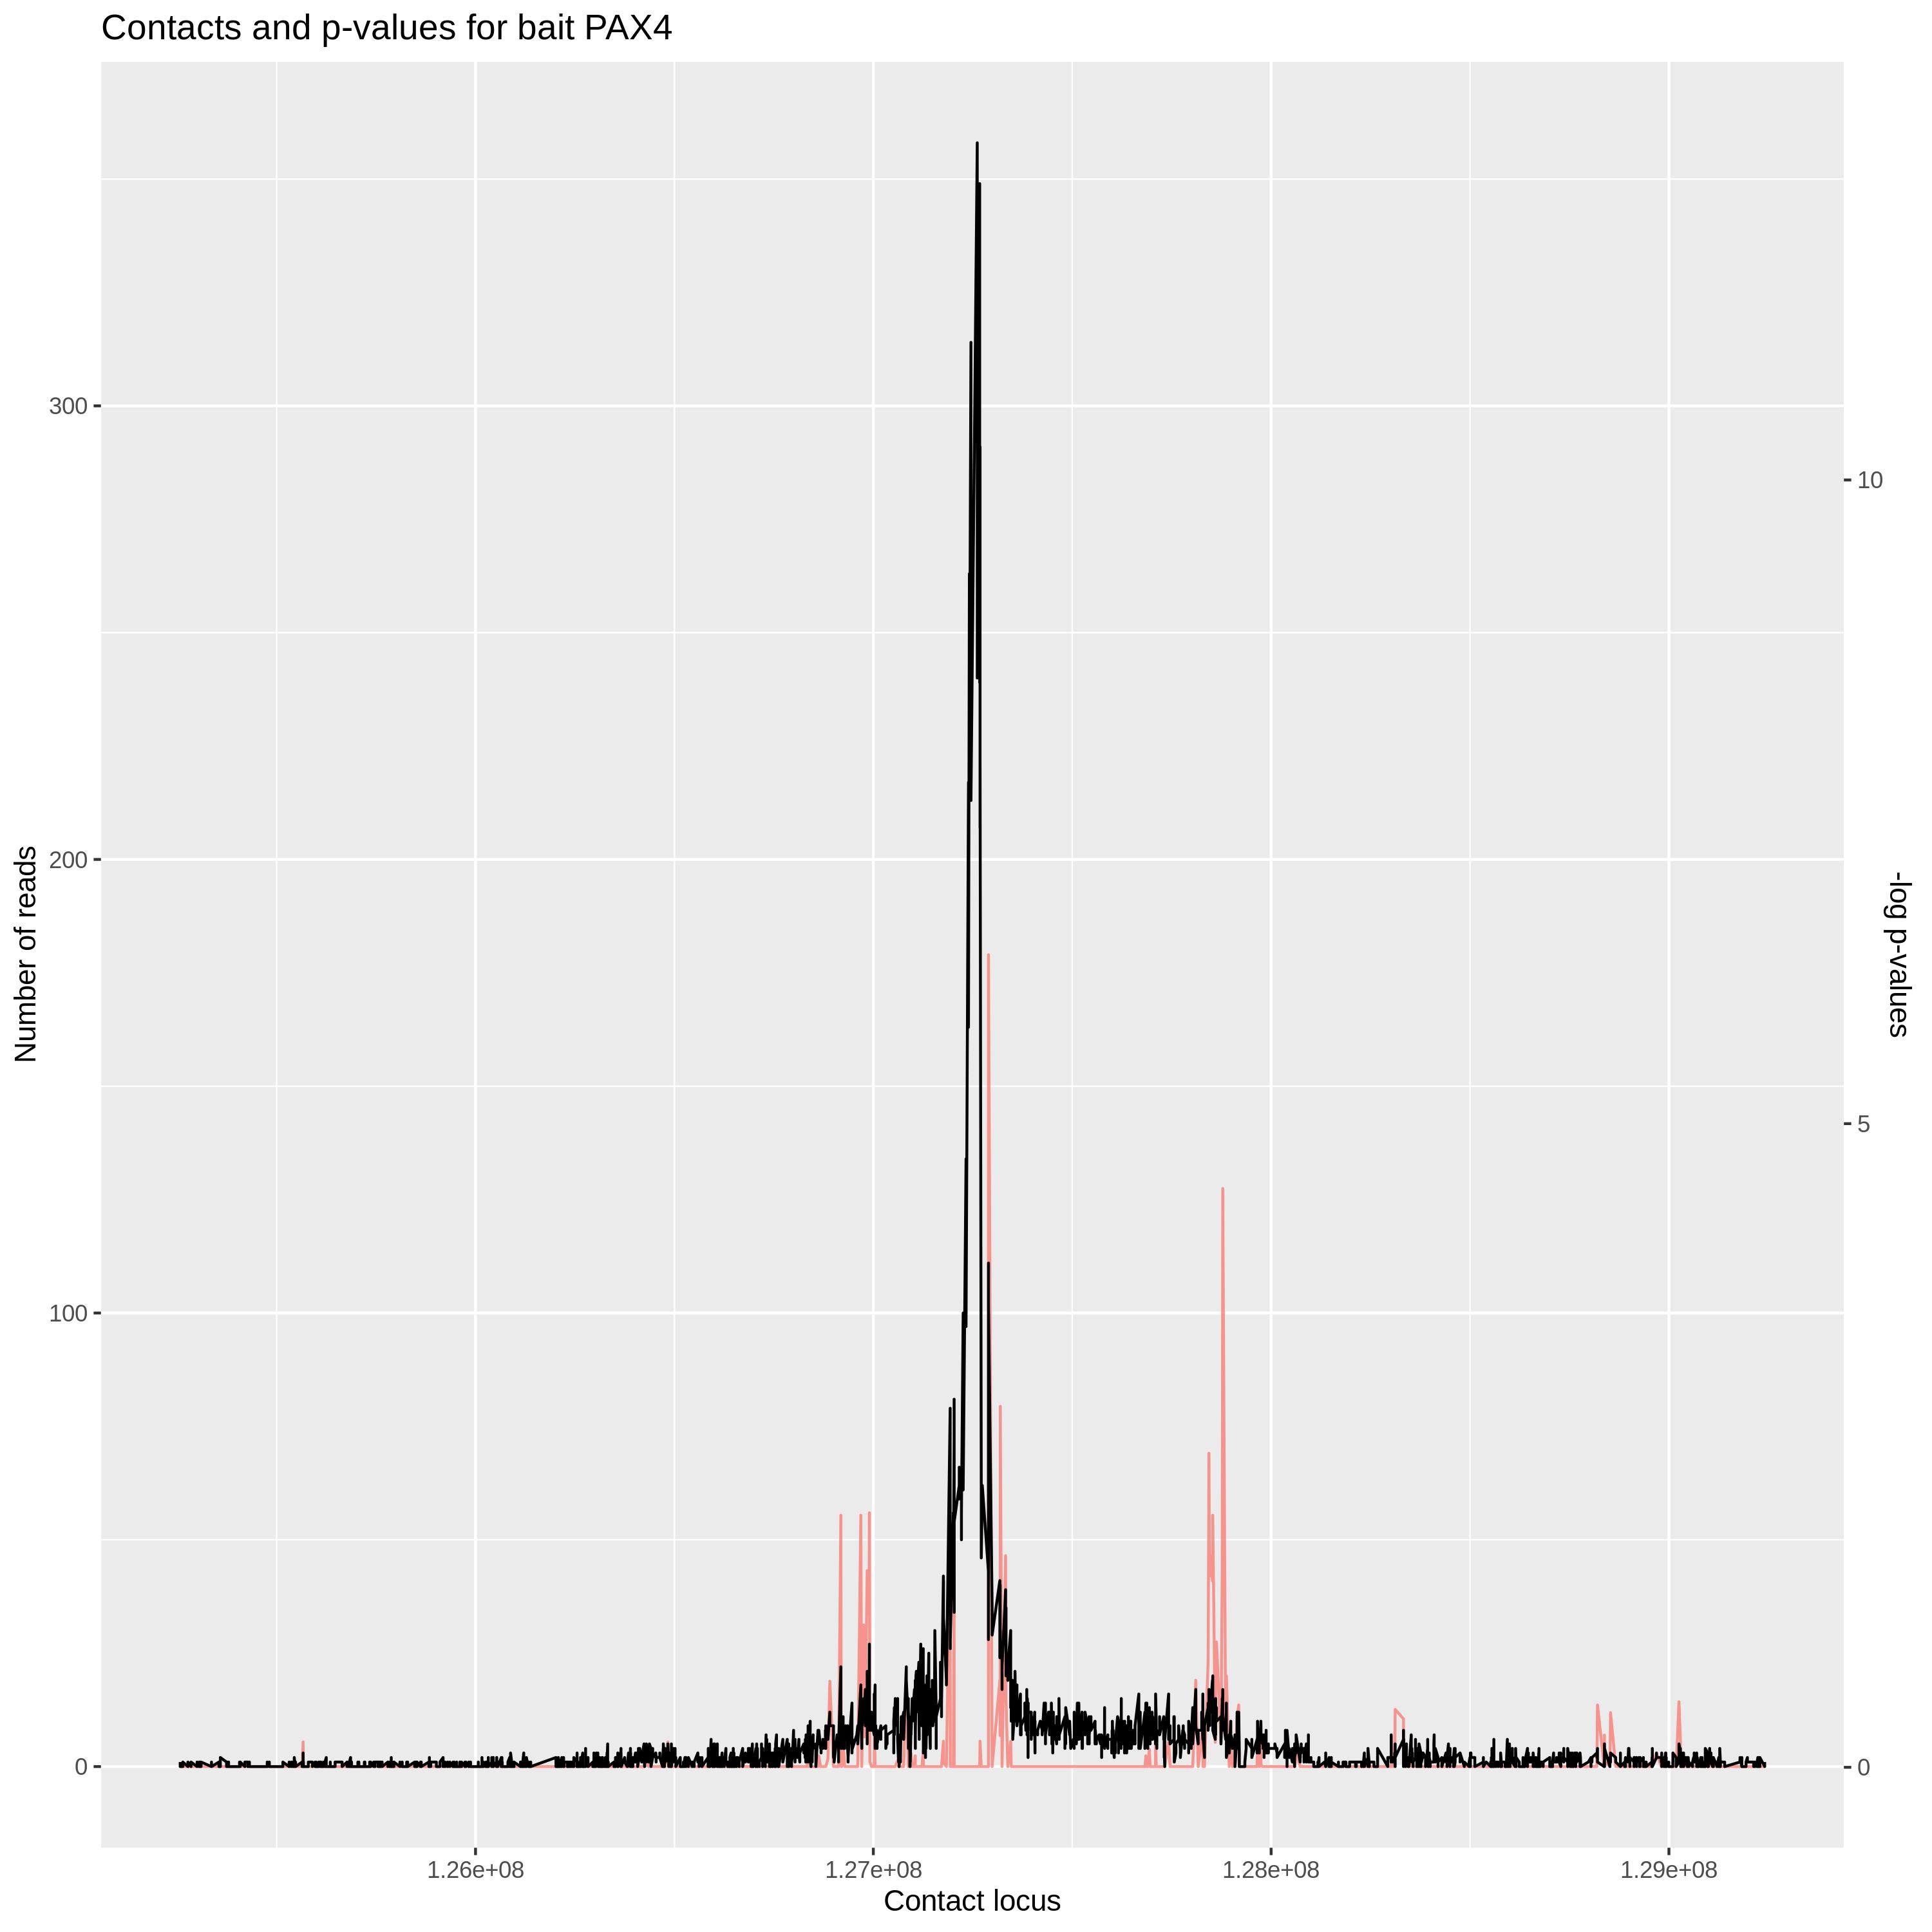 Contacts and p-values for bait PAX4
Number of reads
300
200
100
0
10
5
0
-log p-values
1.26e+08 1.27e+08 1.28e+08 1.29e+08
Contact locus